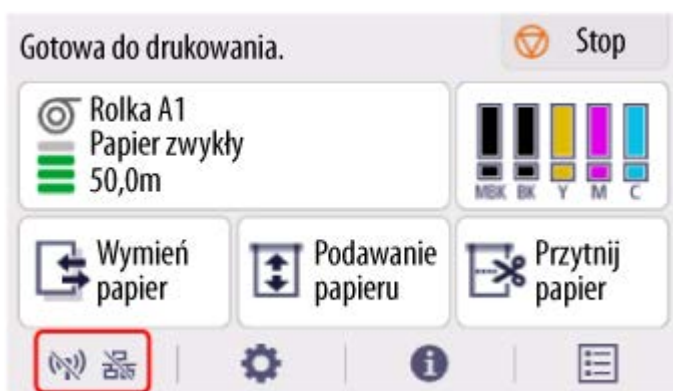 Gotowa do drukowania.
Stop
Rolka A1
Papier zwykły
50,0m
MBK BK Y M C
Wymień
papier
Podawanie
papieru
Przytnij
papier